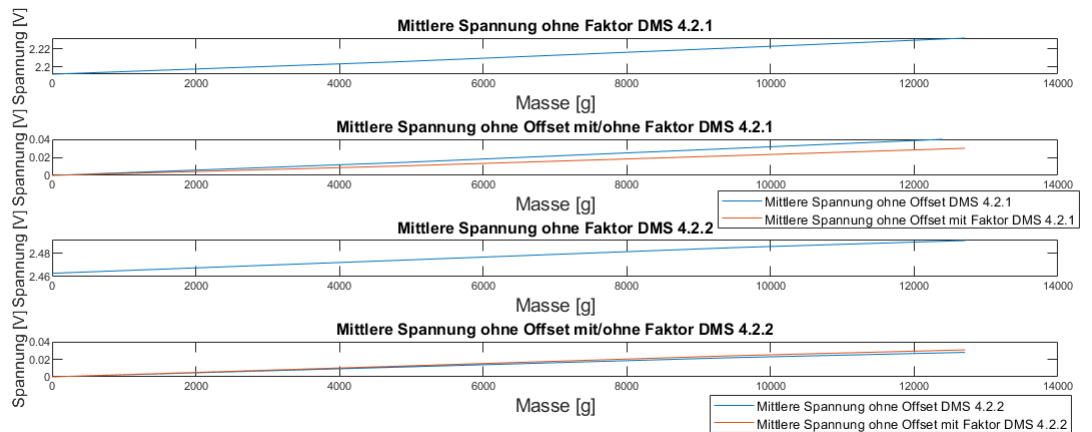 Mittlere Spannung ohne Faktor DMS 4.2.1
Spannung [V]
2.22
2.2
0 2000 4000 6000 8000 10000 12000 14000
Masse [g]
Mittlere Spannung ohne Offset mit/ohne Faktor DMS 4.2.1
Spannung [V]
0.04
0.02
0
0 2000 4000 6000 8000 10000 12000 14000
Masse [g]
Mittlere Spannung ohne Offset DMS 4.2.1
Mittlere Spannung ohne Offset mit Faktor DMS 4.2.1
Mittlere Spannung ohne Faktor DMS 4.2.2
Spannung [V]
2.48
2.46
0 2000 4000 6000 8000 10000 12000 14000
Masse [g]
Mittlere Spannung ohne Offset mit/ohne Faktor DMS 4.2.2
Spannung [V]
0.04
0.02
0
0 2000 4000 6000 8000 10000 12000 14000
Masse [g]
Mittlere Spannung ohne Offset DMS 4.2.2
Mittlere Spannung ohne Offset mit Faktor DMS 4.2.2